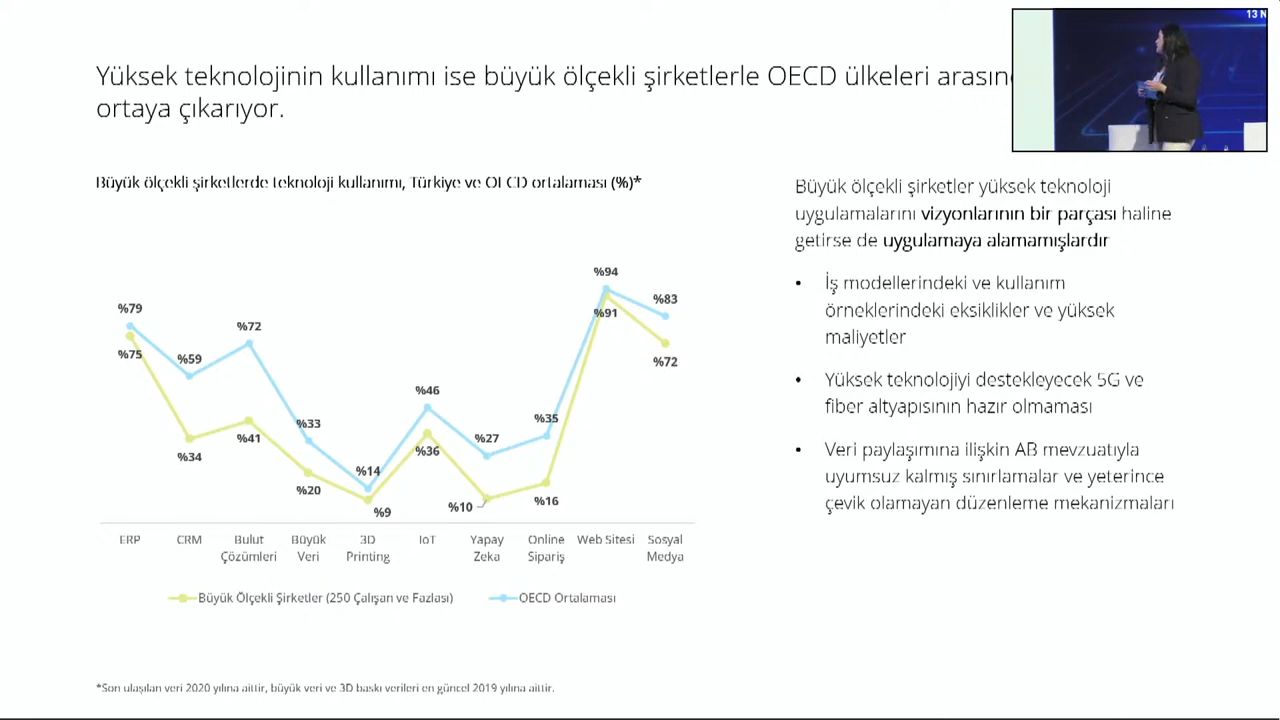 Yüksek teknolojinin kullanımı ise büyük ölçekli şirketlerle OECD ülkeleri
ortaya çıkarıyor.
13
Büyük ölçekli şirketlerde teknoloji kullanımı, Türkiye ve OECD ortalaması (%)*
%79
%75
%59
%34
%72
%41
%33
%20
%14
%9
%46
%36
%27
%10
%35
%16
%94
%91
%83
%72
ERP
CRM
Bulut
Çözümleri
Büyük
Veri
3D
Printing
IoT
Yapay
Zeka
Online
Sipariş
Web Sitesi
Sosyal
Medya
Büyük Ölçekli Şirketler (250 Çalışan ve Fazlası)
OECD Ortalaması
Büyük ölçekli şirketler yüksek teknoloji
uygulamalarını vizyonlarının bir parçası haline
getirse de uygulamaya alamamışlardır
• İş modellerindeki ve kullanım
örneklerindeki eksiklikler ve yüksek
maliyetler
• Yüksek teknolojiyi destekleyecek 5G ve
fiber altyapısının hazır olmaması
• Veri paylaşımına ilişkin AB mevzuatıyla
uyumsuz kalmış sınırlamalar ve yeterince
çevik olamayan düzenleme mekanizmaları
*Son ulaşılan veri 2020 yılına aittir, büyük veri ve 3D baskı verileri en güncel 2019 yılına aittir.